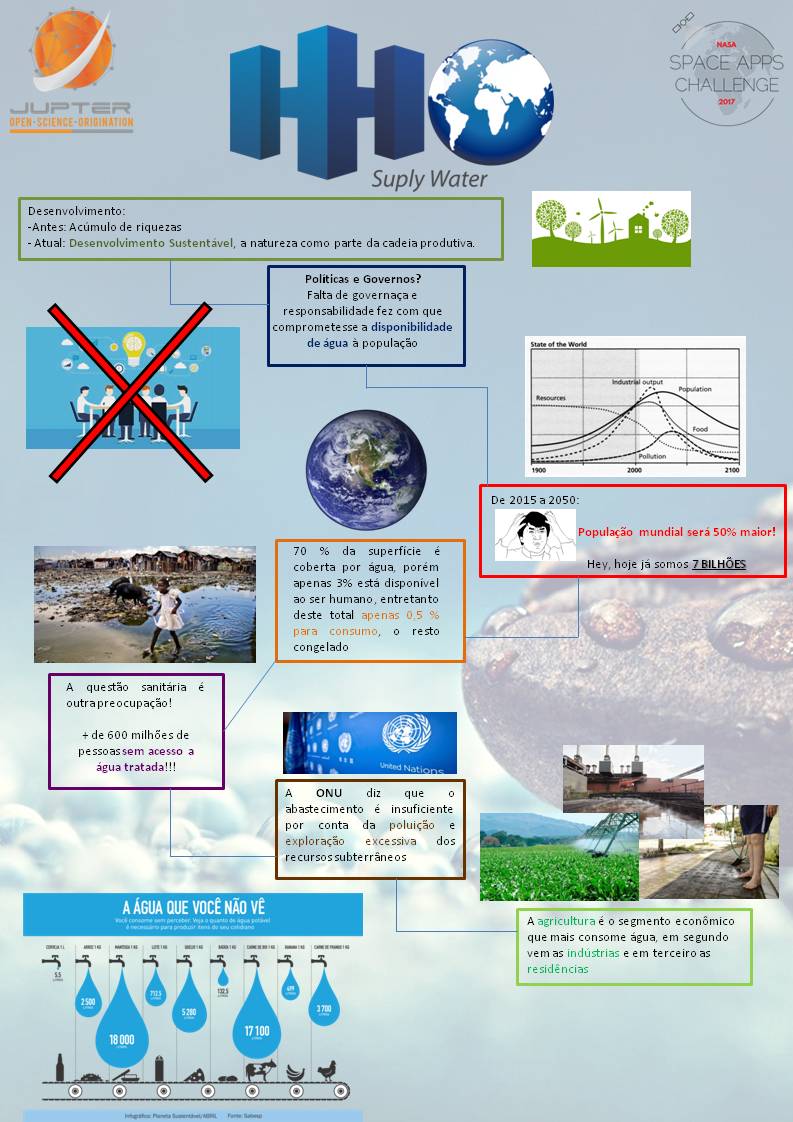 JUPTER
OPEN-SCIENCE-ORIGINATION
Suply Water
NASA
SPACE APPS
CHALLENGE
2017
Desenvolvimento:
-Antes: Acúmulo de riquezas
- Atual: Desenvolvimento Sustentável, a natureza como parte da cadeia produtiva.
Políticas e Governos?
Falta de governaça e
responsabilidade fez com que
comprometesse a disponibilidade
de água à população
State of the World
Industrial output
Population
Resources
Food
Pollution
1900
2000
2100
De 2015 a 2050:
População mundial será 50% maior!
Hey, hoje já somos 7 BILHÕES
70 % da superfície é
coberta por água, porém
apenas 3% está disponível
ao ser humano, entretanto
deste total apenas 0,5 %
para consumo, o resto
congelado
A questão sanitária é
outra preocupação!
+ de 600 milhões de
pessoas sem acesso a
água tratada!!!
United Nations
A ONU diz que o
abastecimento é insuficiente
por conta da poluição e
exploração excessiva dos
recursos subterrâneos
A agricultura é o segmento econômico
que mais consome água, em segundo
vem as indústrias e em terceiro as
residências
A ÁGUA QUE VOCÊ NÃO VÊ
Você consome sem perceber. Veja o quanto de água potável
é necessário para produzir itens do seu cotidiano
CERVEJA 1 L
ARROZ 1 KG
MANTEIGA 1 KG
LEITE 1 KG
QUEIJO 1 KG
BATATA 1 KG
CARNE DE BOI 1 KG
BANANA 1 KG
CARNE DE FRANGO 1 KG
5,5
LITROS
2 500
LITROS
18 000
LITROS
712,5
LITROS
5 280
LITROS
132,5
LITROS
17 100
LITROS
499
LITROS
3 700
LITROS
Infográfico: Planeta Sustentável/ABRIL Fonte: Sabesp